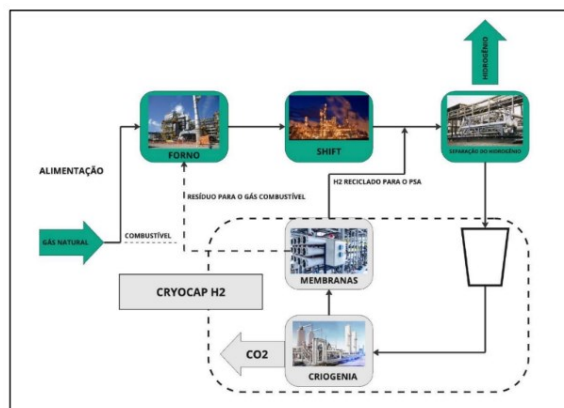 HIDROGÊNIO
FORNO
SHIFT
SEPARAÇÃO DO HIDROGÊNIO
ALIMENTAÇÃO
H2 RECICLADO PARA O PSA
RESÍDUO PARA O GÁS COMBUSTÍVEL
GÁS NATURAL
COMBUSTÍVEL
MEMBRANAS
CRYOCAP H2
CO2
CRIOGENIA